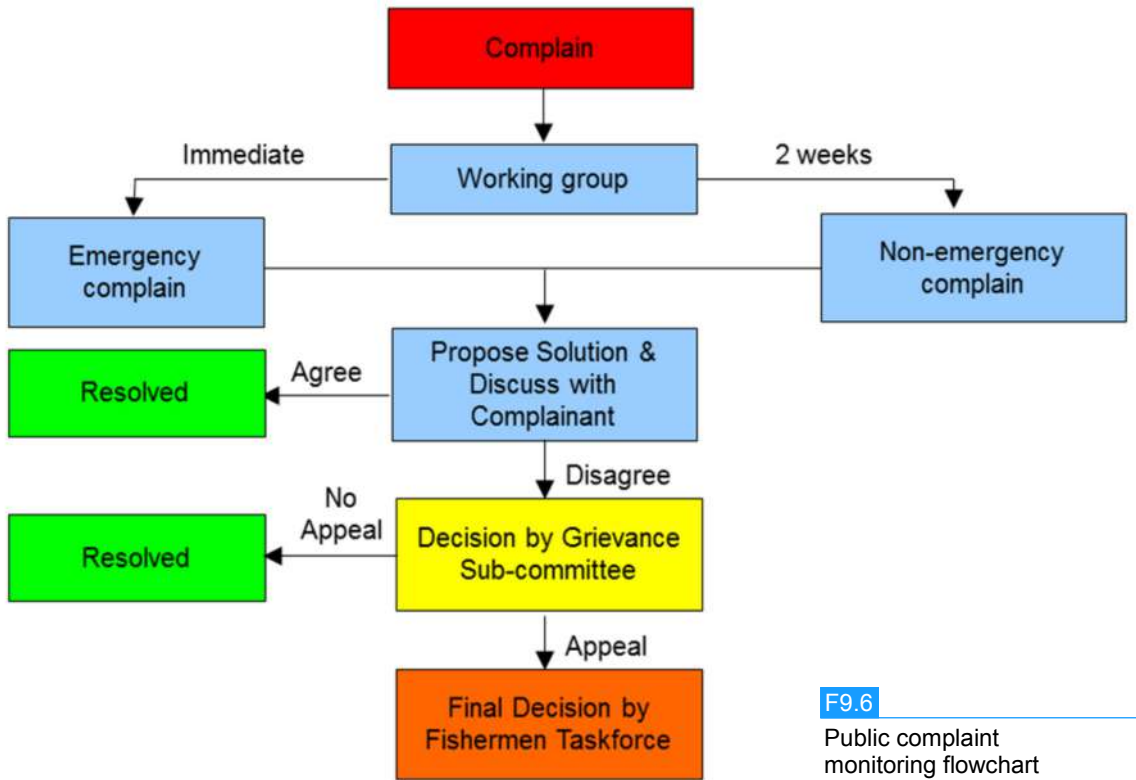 Complain
Immediate
Working group
2 weeks
Emergency
complain
Non-emergency
complain
Propose Solution &
Discuss with
Complainant
Agree
Resolved
Disagree
No
Appeal
Decision by Grievance
Sub-committee
Resolved
Appeal
Final Decision by
Fishermen Taskforce
F9.6
Public complaint
monitoring flowchart